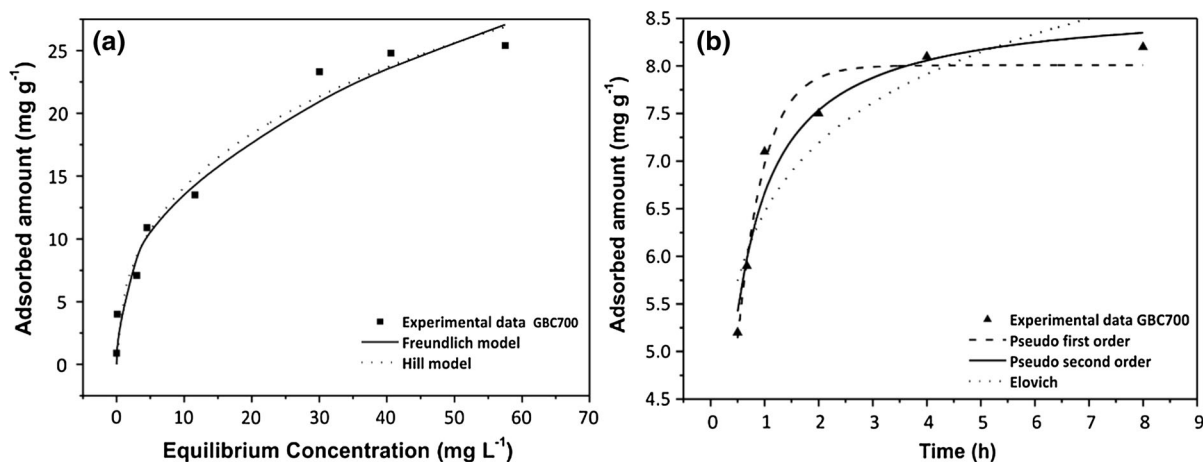 (a)
Adsorbed amount (mg g⁻¹)
25
20
15
10
5
0
0 10 20 30 40 50 60 70
Equilibrium Concentration (mg L⁻¹)
Experimental data GBC700
Freundlich model
Hill model
(b)
Adsorbed amount (mg g⁻¹)
8.5
8.0
7.5
7.0
6.5
6.0
5.5
5.0
4.5
0 1 2 3 4 5 6 7 8 9
Time (h)
Experimental data GBC700
Pseudo first order
Pseudo second order
Elovich